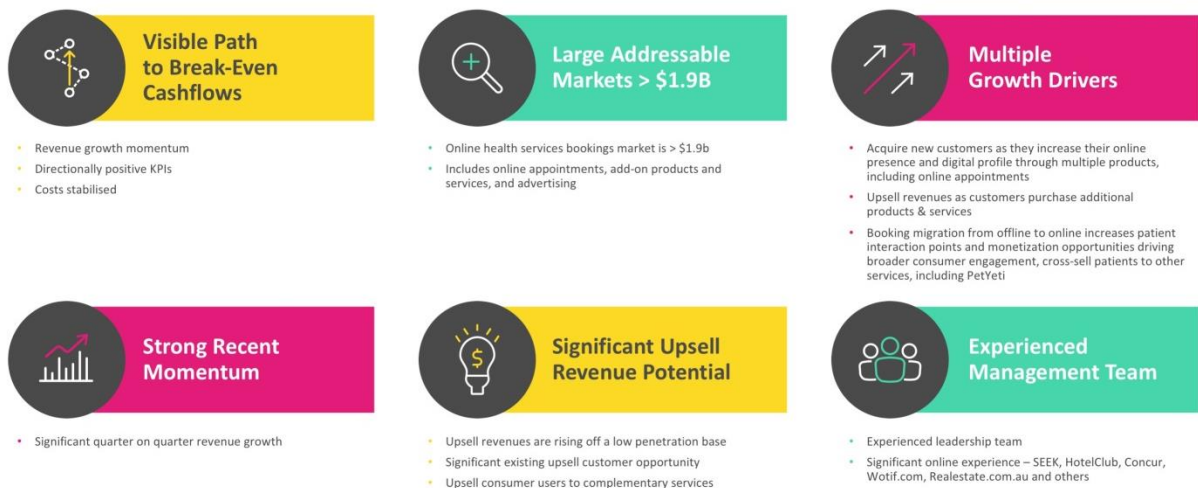 Visible Path
to Break-Even
Cashflows
• Revenue growth momentum
• Directionally positive KPIs
• Costs stabilised
Large Addressable
Markets > $1.9B
• Online health services bookings market is > $1.9b
• Includes online appointments, add-on products and
services, and advertising
Multiple
Growth Drivers
• Acquire new customers as they increase their online
presence and digital profile through multiple products,
including online appointments
• Upsell revenues as customers purchase additional
products & services
• Booking migration from offline to online increases patient
interaction points and monetization opportunities driving
broader consumer engagement, cross-sell patients to other
services, including PetYeti
Strong Recent
Momentum
• Significant quarter on quarter revenue growth
$
Significant Upsell
Revenue Potential
• Upsell revenues are rising off a low penetration base
• Significant existing upsell customer opportunity
• Upsell consumer users to complementary services
Experienced
Management Team
• Experienced leadership team
• Significant online experience – SEEK, HotelClub, Concur,
Wotif.com, Realestate.com.au and others